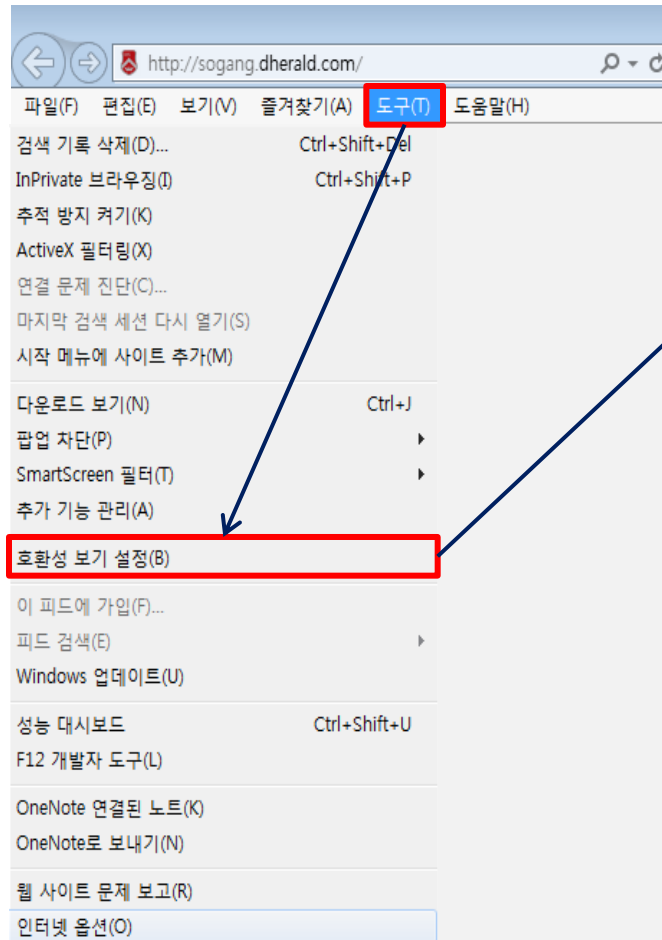 http://sogang.dherald.com/
파일(F) 편집(E) 보기(V) 즐겨찾기(A) 도구(T) 도움말(H)
검색 기록 삭제(D)... Ctrl+Shift+Del
InPrivate 브라우징(I) Ctrl+Shift+P
추적 방지 켜기(K)
ActiveX 필터링(X)
연결 문제 진단(C)...
마지막 검색 세션 다시 열기(S)
시작 메뉴에 사이트 추가(M)
다운로드 보기(N) Ctrl+J
팝업 차단(P)
SmartScreen 필터(T)
추가 기능 관리(A)
호환성 보기 설정(B)
이 피드에 가입(F)...
피드 검색(E)
Windows 업데이트(U)
성능 대시보드 Ctrl+Shift+U
F12 개발자 도구(L)
OneNote 연결된 노트(K)
OneNote로 보내기(N)
웹 사이트 문제 보고(R)
인터넷 옵션(O)